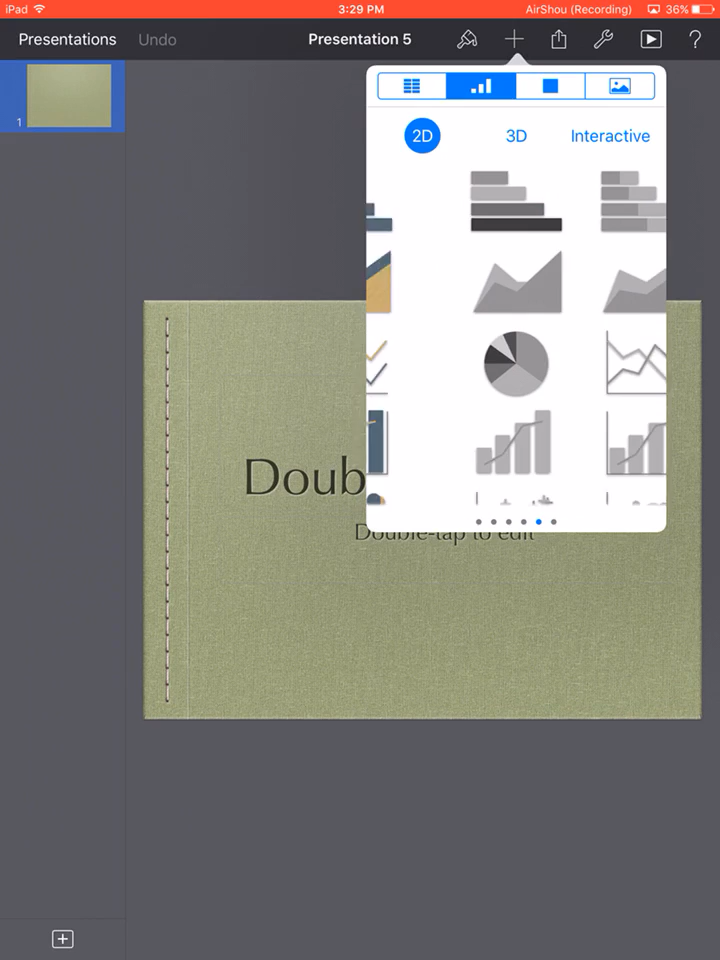 iPad 3:29 PM AirShou (Recording) 36%
Presentations Undo Presentation 5 ?
2D 3D Interactive
1
Doub
Double-tap to edit